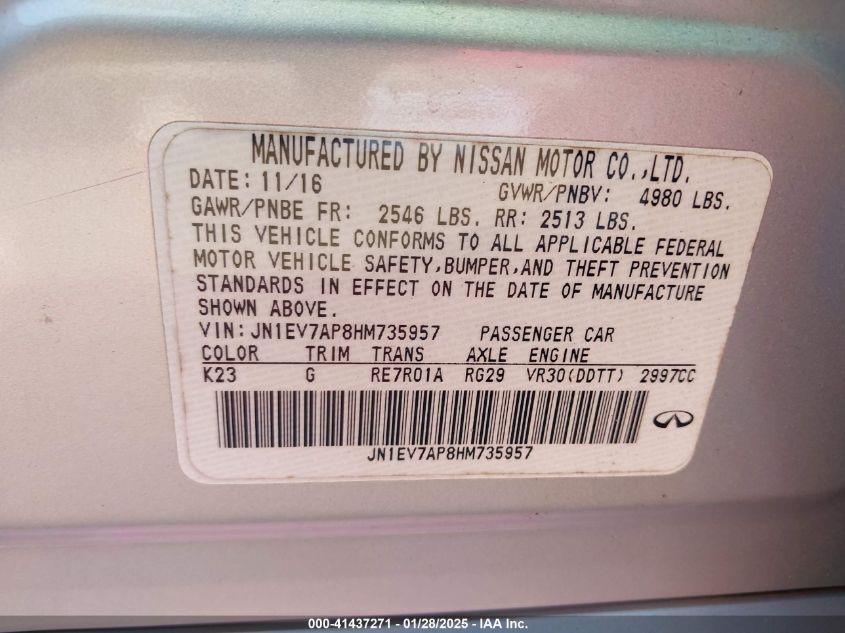 MANUFACTURED BY NISSAN MOTOR CO.,LTD.
DATE: 11/16 GVWR/PNBV: 4980 LBS.
GAWR/PNBE FR: 2546 LBS. RR: 2513 LBS.
THIS VEHICLE CONFORMS TO ALL APPLICABLE FEDERAL
MOTOR VEHICLE SAFETY,BUMPER,AND THEFT PREVENTION
STANDARDS IN EFFECT ON THE DATE OF MANUFACTURE
SHOWN ABOVE.
VIN:JN1EV7AP8HM735957 PASSENGER CAR
COLOR TRIM TRANS AXLE ENGINE
K23 G RE7R01A RG29 VR30(DDTT) 2997CC
JN1EV7AP8HM735957
000-41437271 - 01/28/2025 - IAA Inc.